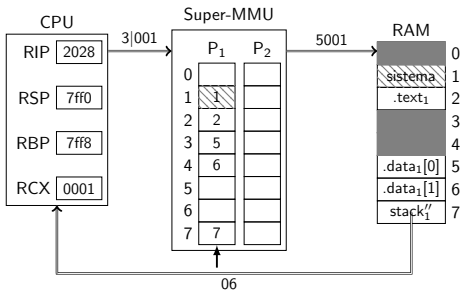 CPU
RIP 2028
RSP 7ff0
RBP 7ff8
RCX 0001
3|001
Super-MMU
P₁ P₂
0
1 1
2 2
3 5
4 6
5
6
7 7
5001
RAM
0
sistema 1
.text₁ 2
3
4
.data₁[0] 5
.data₁[1] 6
stack₁″ 7
06